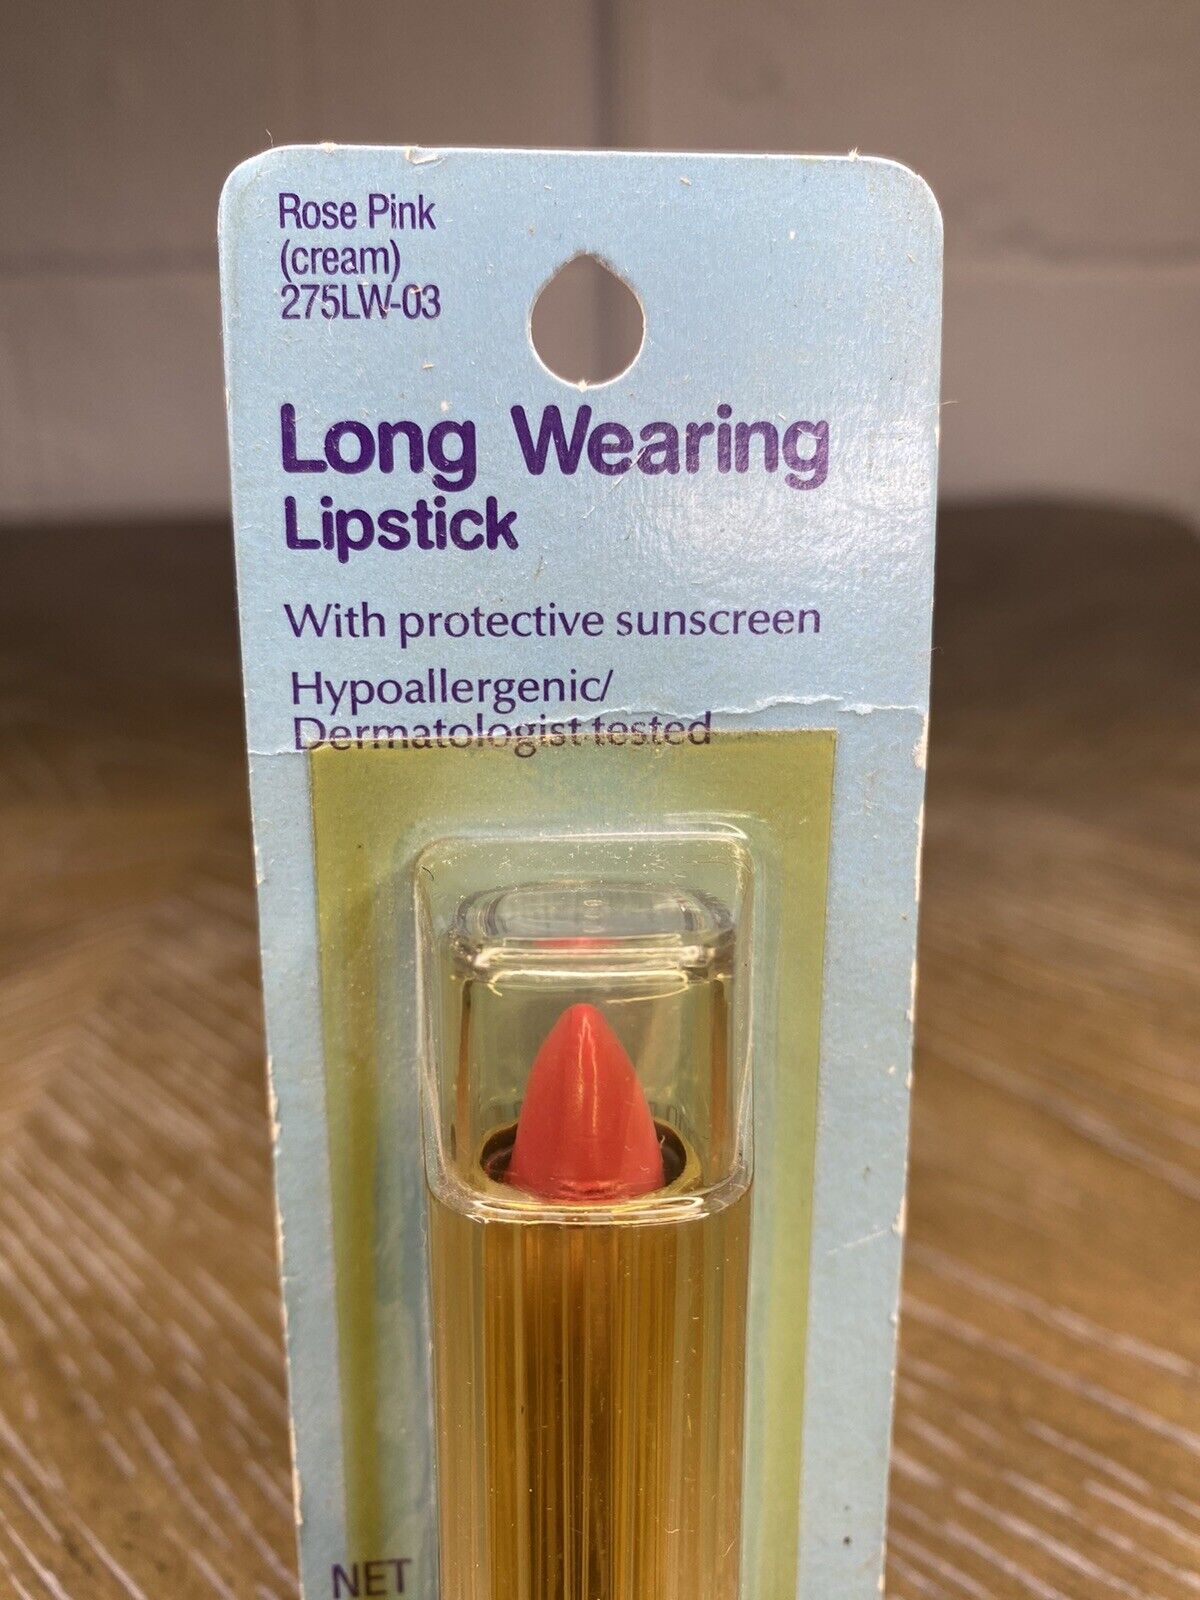 Rose Pink
(cream)
275LW-03
Long Wearing
Lipstick
With protective sunscreen
Hypoallergenic/
Dermatologist tested
NET